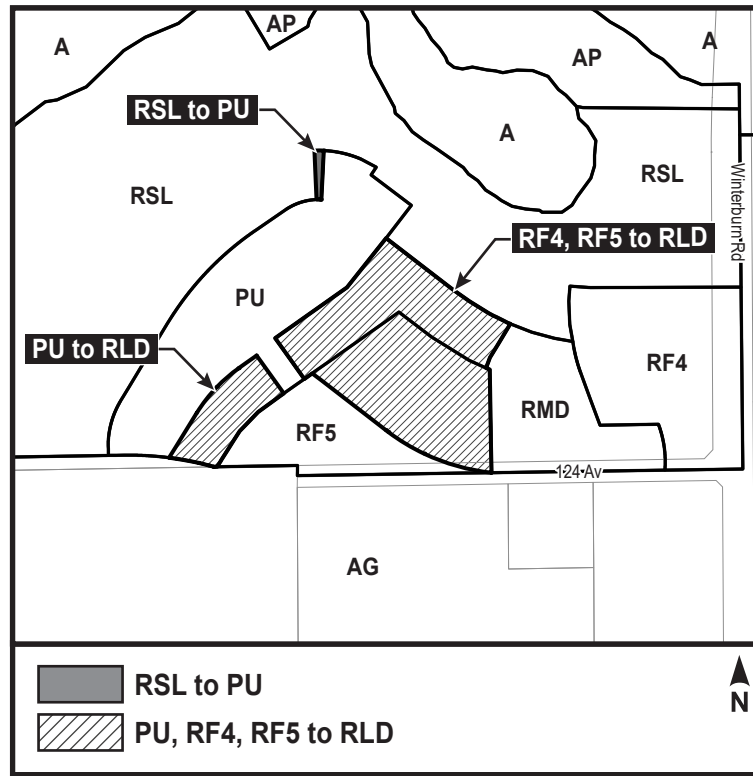 AP
A
A
AP
RSL to PU
A
RSL
RSL
Winterburn Rd
RF4, RF5 to RLD
PU
PU to RLD
RF4
RMD
RF5
124 Av
AG
RSL to PU
PU, RF4, RF5 to RLD
N